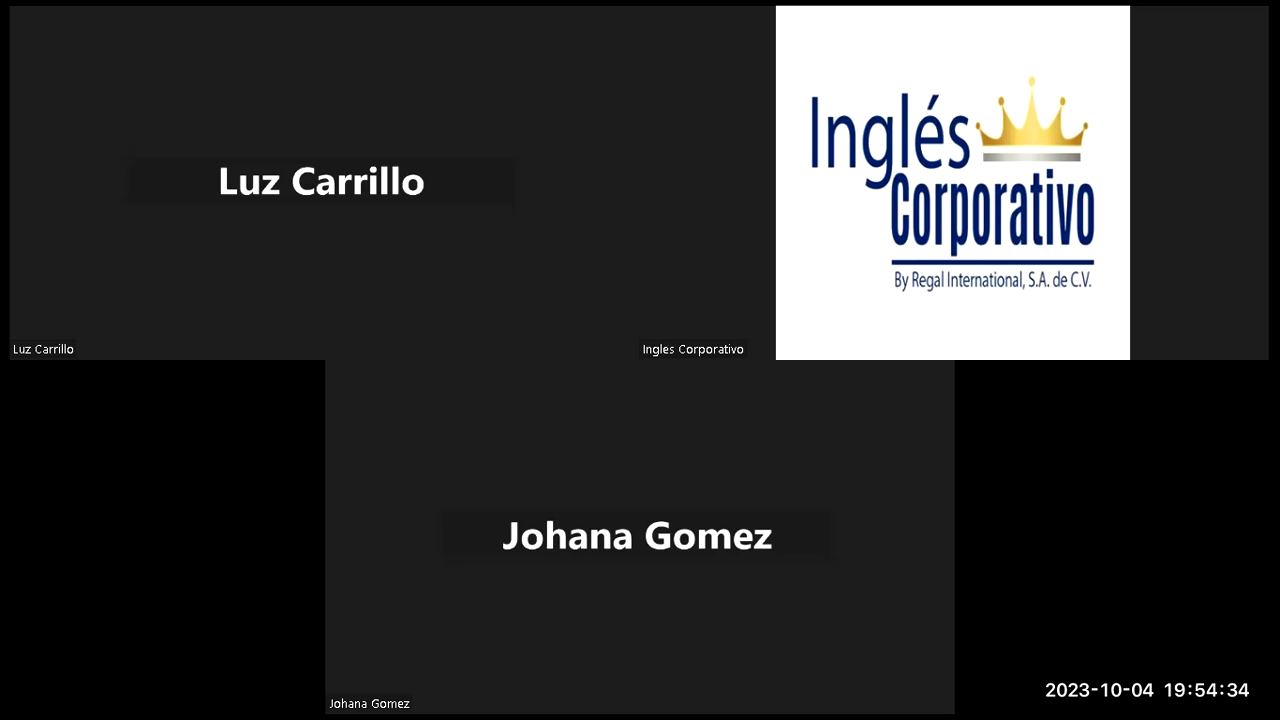 Luz Carrillo
Luz Carrillo
Inglés
Corporativo
By Regal International, S.A. de C.V.
Ingles Corporativo
Johana Gomez
Johana Gomez
2023-10-04 19:54:34